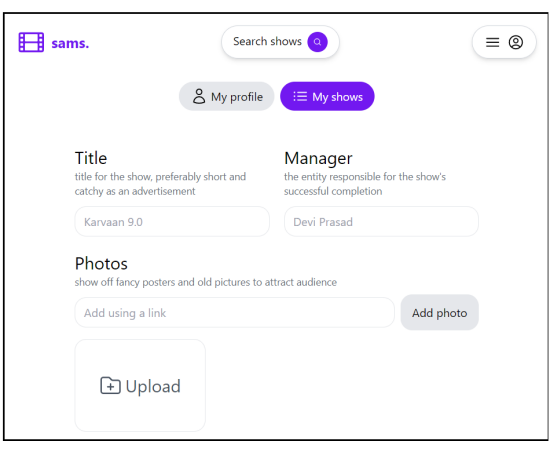 sams.
Search shows
My profile
My shows
Title
title for the show, preferably short and
catchy as an advertisement
Karvaan 9.0
Manager
the entity responsible for the show's
successful completion
Devi Prasad
Photos
show off fancy posters and old pictures to attract audience
Add using a link
Add photo
Upload